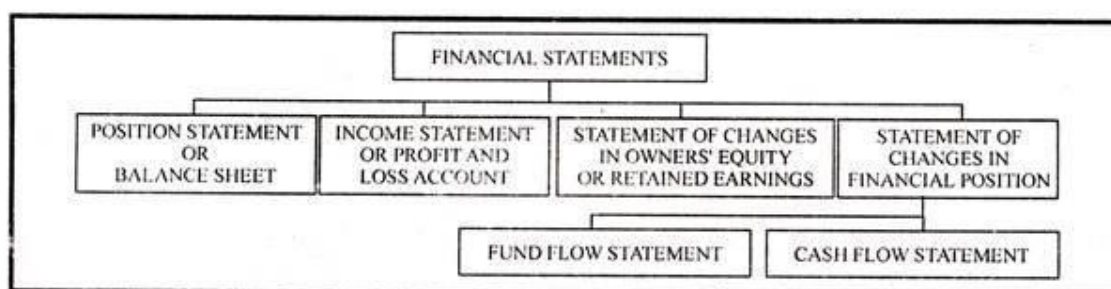 FINANCIAL STATEMENTS
POSITION STATEMENT
OR
BALANCE SHEET
INCOME STATEMENT
OR PROFIT AND
LOSS ACCOUNT
STATEMENT OF CHANGES
IN OWNERS' EQUITY
OR RETAINED EARNINGS
STATEMENT OF
CHANGES IN
FINANCIAL POSITION
FUND FLOW STATEMENT
CASH FLOW STATEMENT